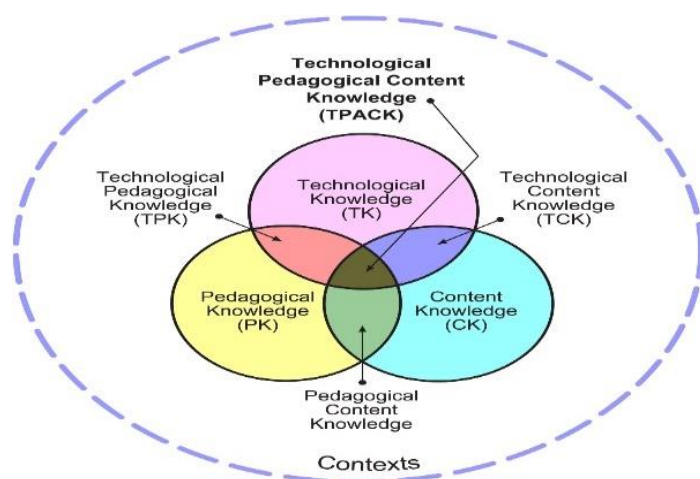 Technological
Pedagogical Content
Knowledge
(TPACK)
Technological
Pedagogical
Knowledge
(TPK)
Technological
Knowledge
(TK)
Technological
Content
Knowledge
(TCK)
Pedagogical
Knowledge
(PK)
Content
Knowledge
(CK)
Pedagogical
Content
Knowledge
Contexts